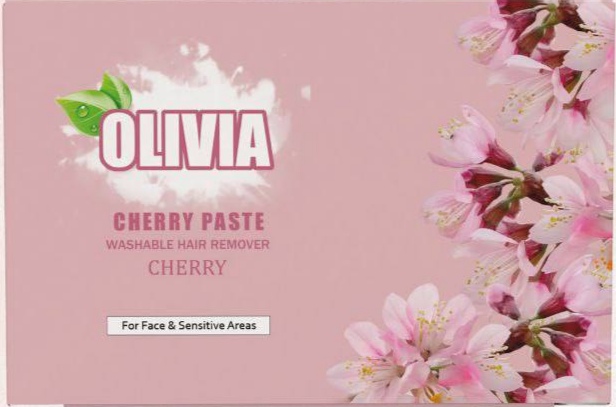 OLIVIA
CHERRY PASTE
WASHABLE HAIR REMOVER
CHERRY
For Face & Sensitive Areas